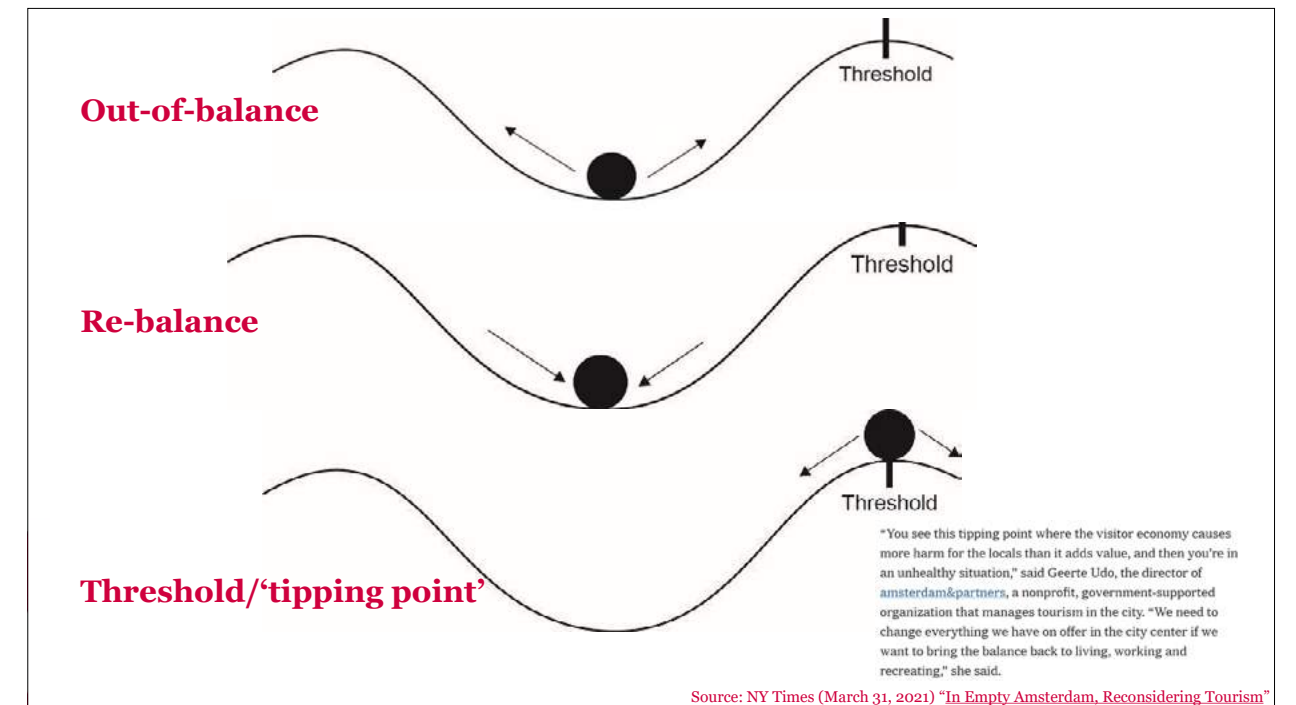 Threshold
Out-of-balance
Threshold
Re-balance
Threshold
Threshold/‘tipping point’
“You see this tipping point where the visitor economy causes
more harm for the locals than it adds value, and then you're in
an unhealthy situation,” said Geerte Udo, the director of
amsterdam&partners, a nonprofit, government-supported
organization that manages tourism in the city. “We need to
change everything we have on offer in the city center if we
want to bring the balance back to living, working and
recreating,” she said.
Source: NY Times (March 31, 2021) “In Empty Amsterdam, Reconsidering Tourism”